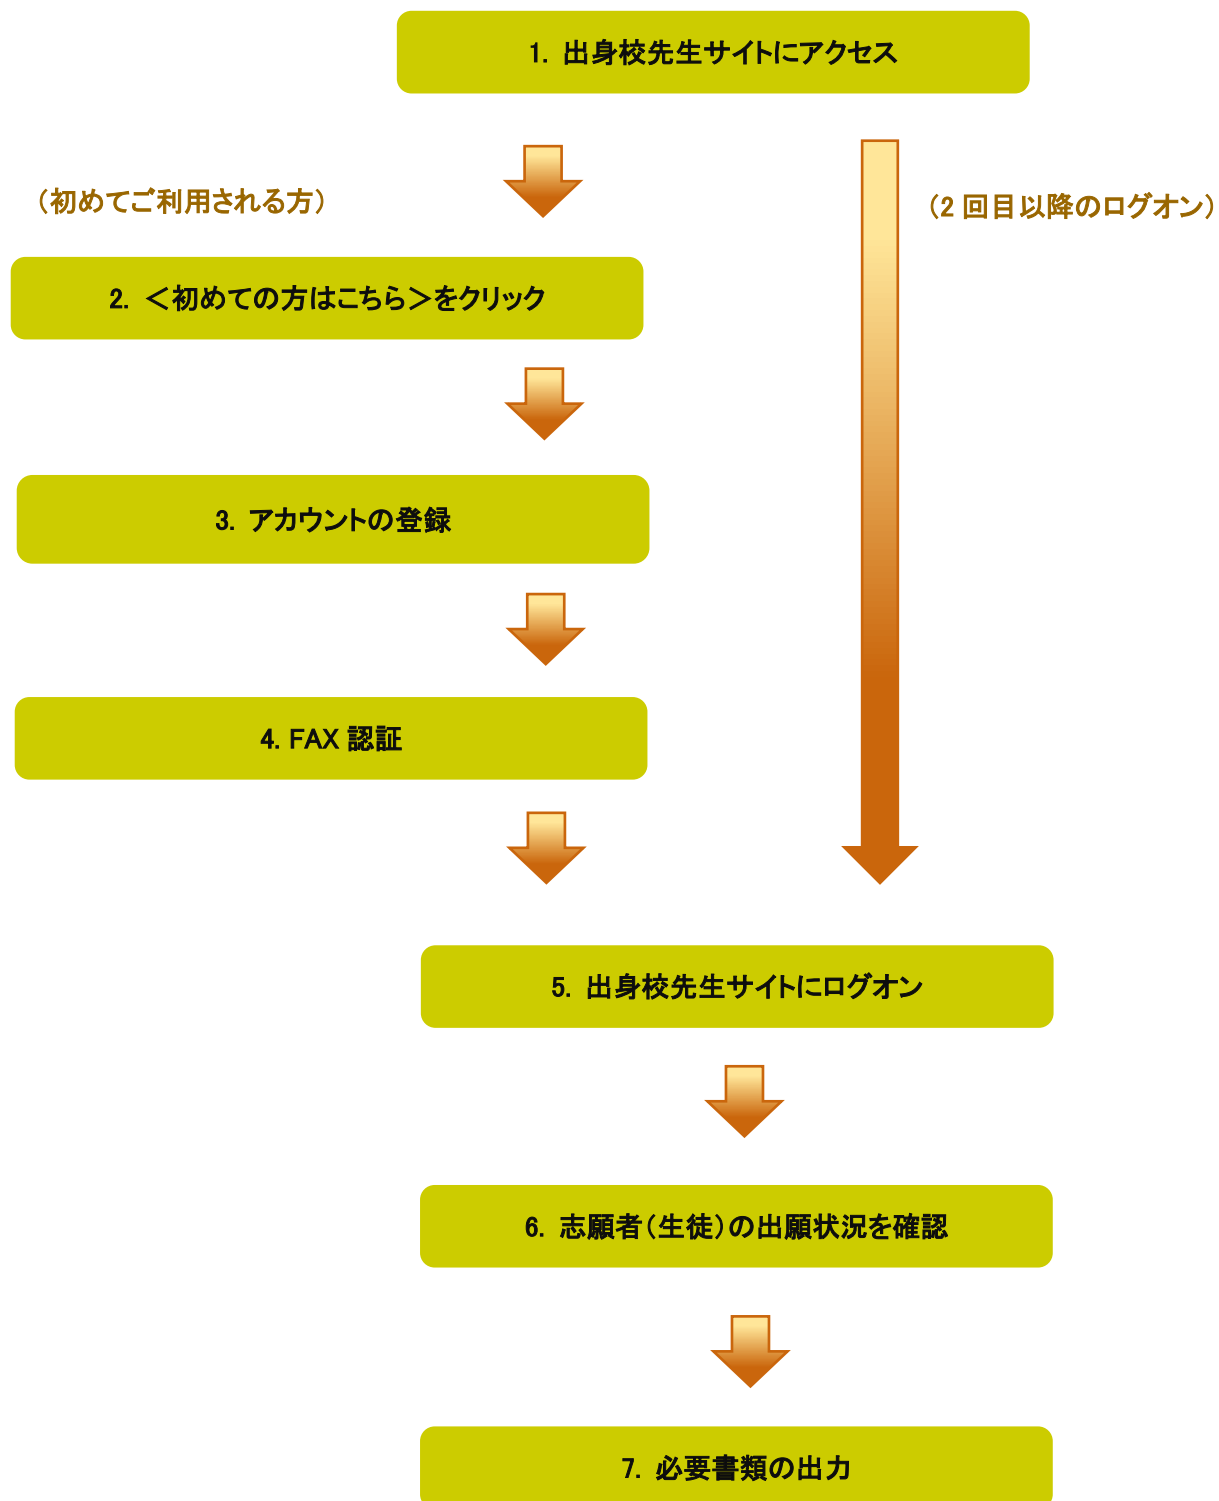 1. 出身校先生サイトにアクセス
（初めてご利用される方）
（2 回目以降のログオン）
2. ＜初めての方はこちら＞をクリック
3. アカウントの登録
4. FAX 認証
5. 出身校先生サイトにログオン
6. 志願者（生徒）の出願状況を確認
7. 必要書類の出力